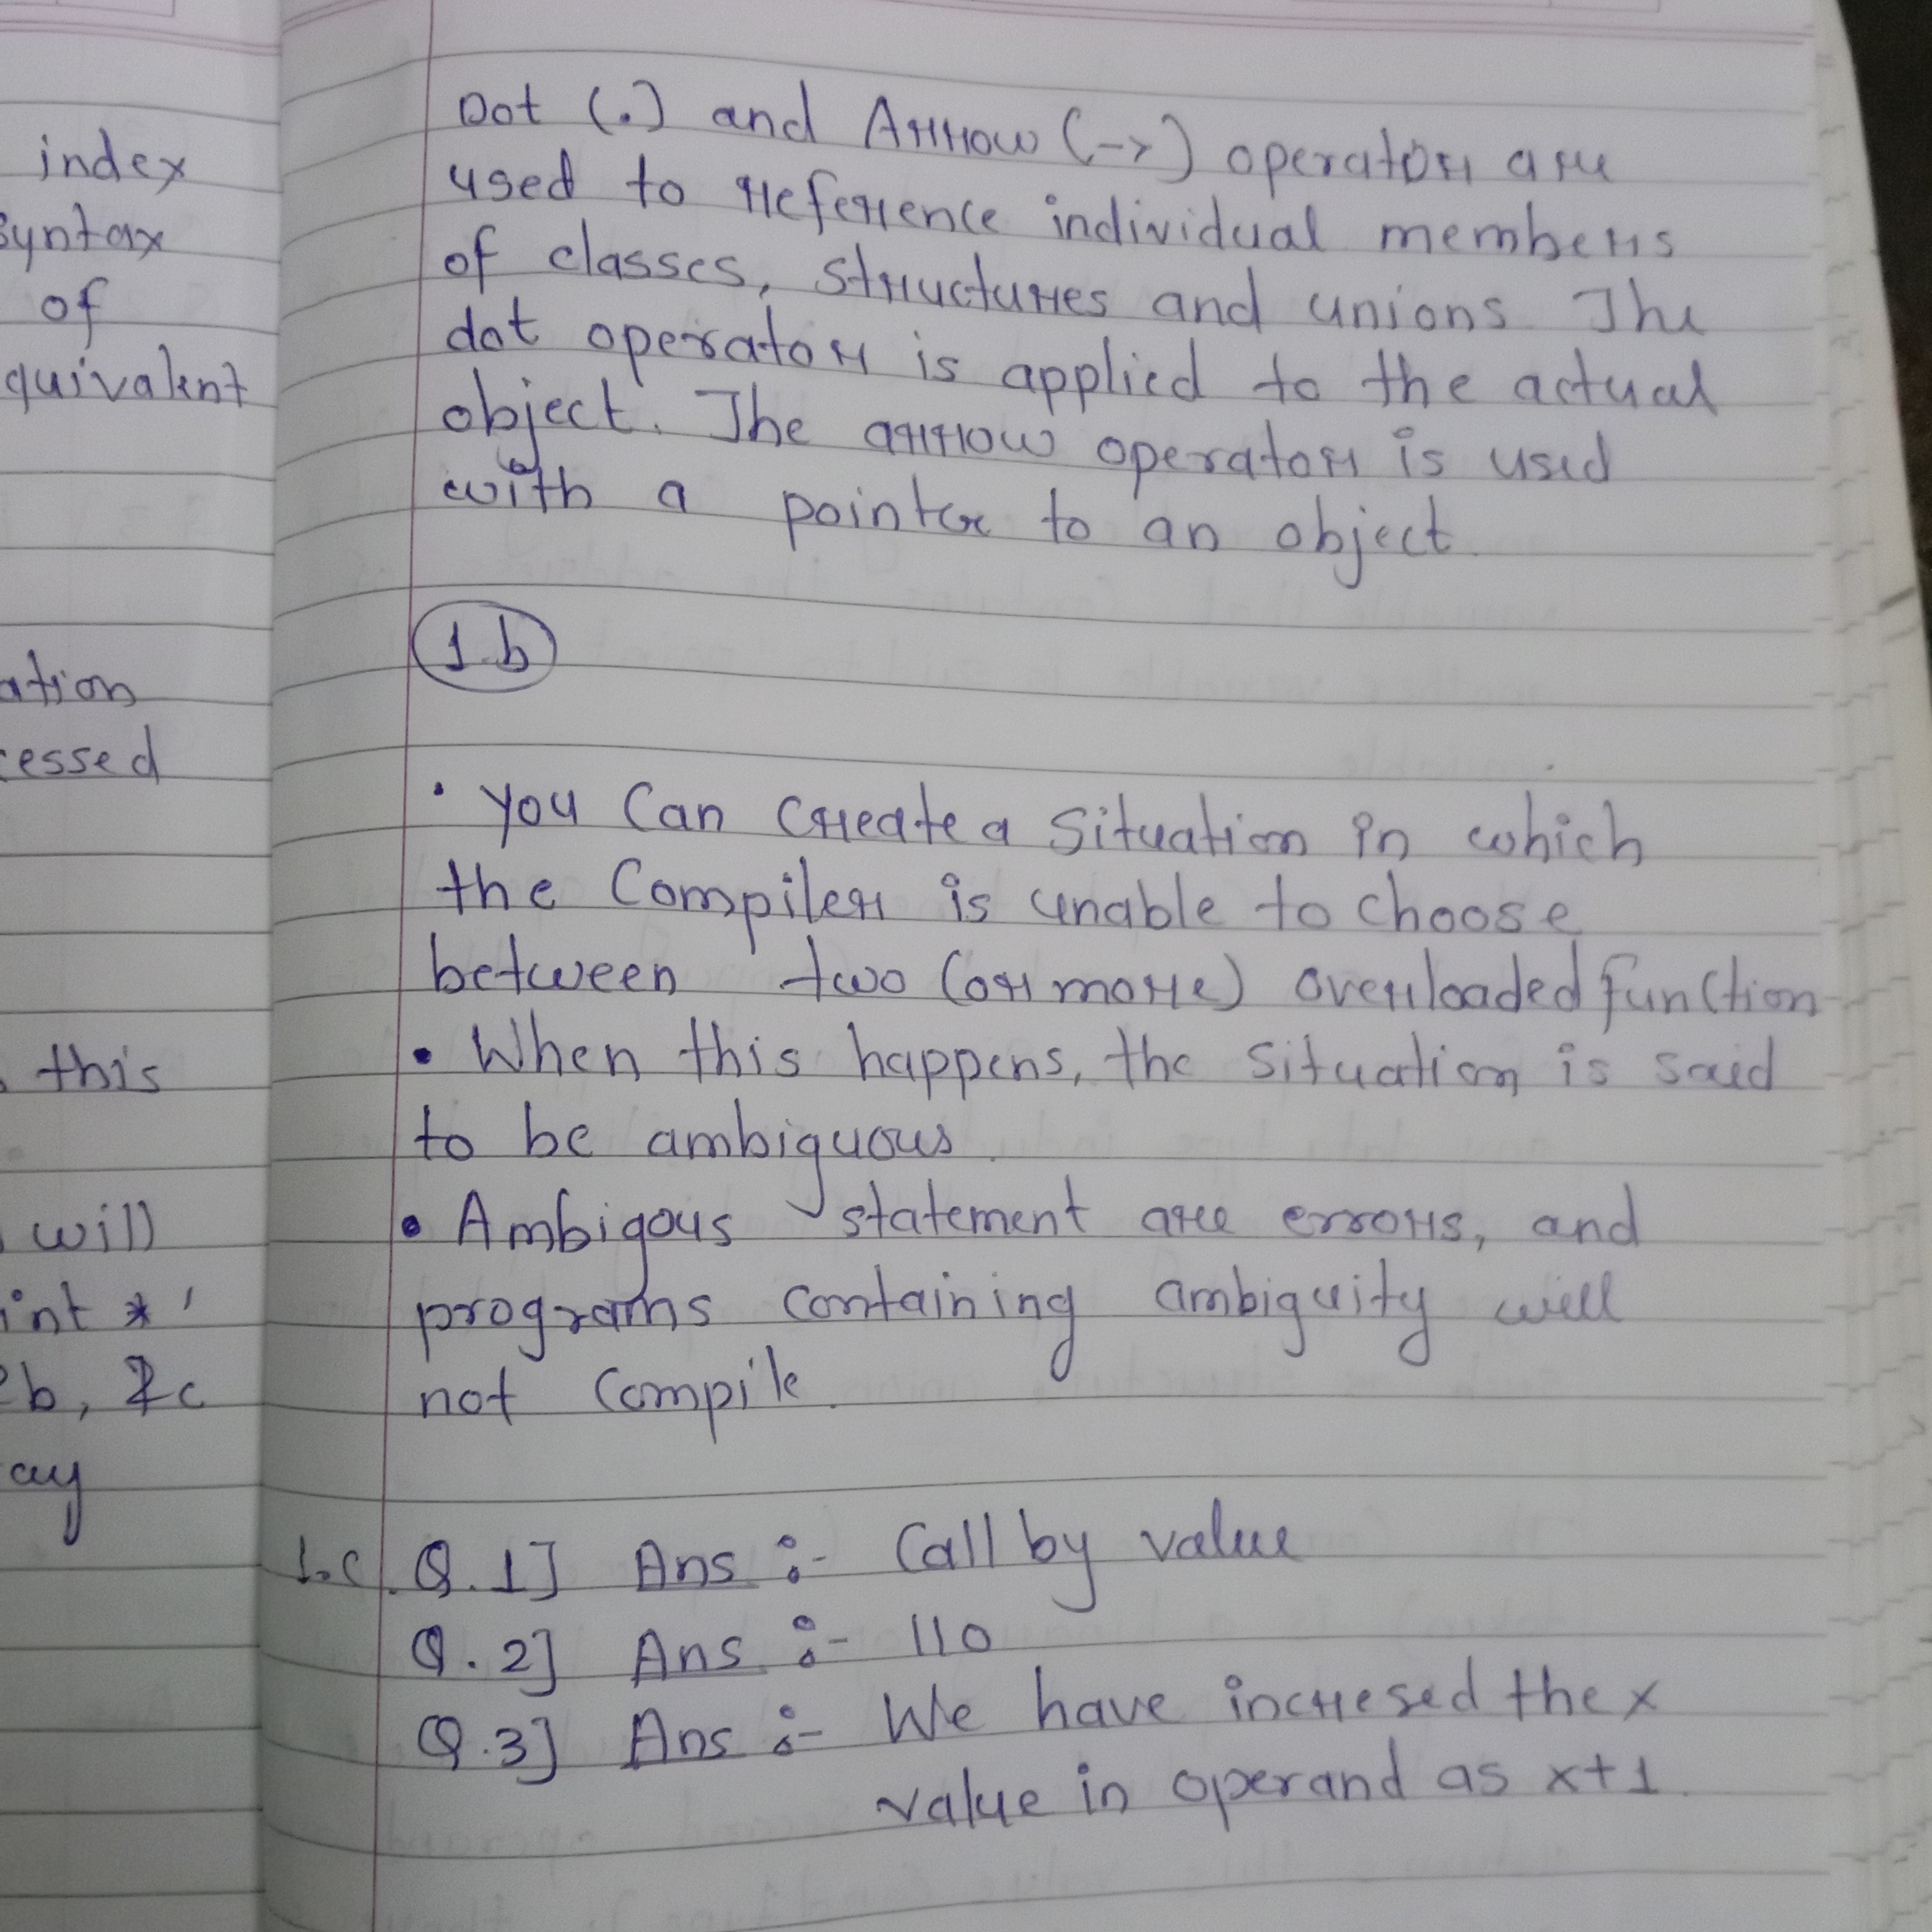 index
syntax
of
quivalent
ation
cessed
this
will
int *
b, &c
ay
Dot (.) and Arrow (->) operator are
used to reference individual members
of classes, structures and unions. The
dot operator is applied to the actual
object. The arrow operator is used
with a pointer to an object.
1.b
• You Can Create a Situation in which
the Compiler is unable to choose
between two (or more) overloaded function
• When this happens, the situation is said
to be ambiguous.
• Ambigous statement are errors, and
programs containing ambiguity will
not compile.
1.c. Q.1] Ans :- Call by value
Q.2] Ans :- 110
Q.3] Ans :- We have incresed the x
value in operand as x+1.